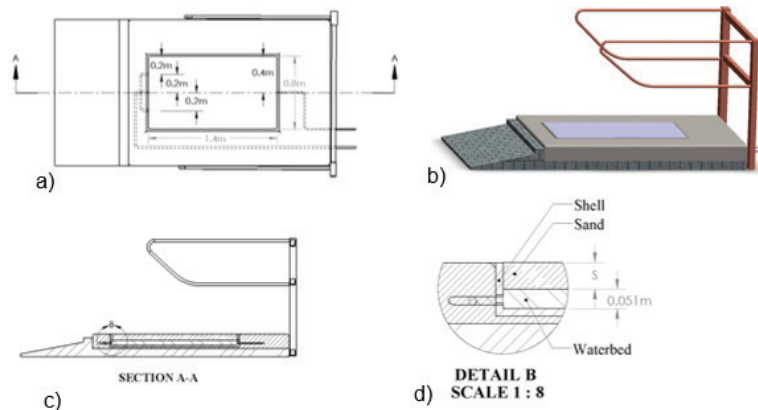 A
A
0.2m
0.2m
0.2m
0.4m
0.8m
1.4m
a)
b)
B
SECTION A-A
c)
Shell
Sand
S
0.051m
Waterbed
DETAIL B
SCALE 1 : 8
d)